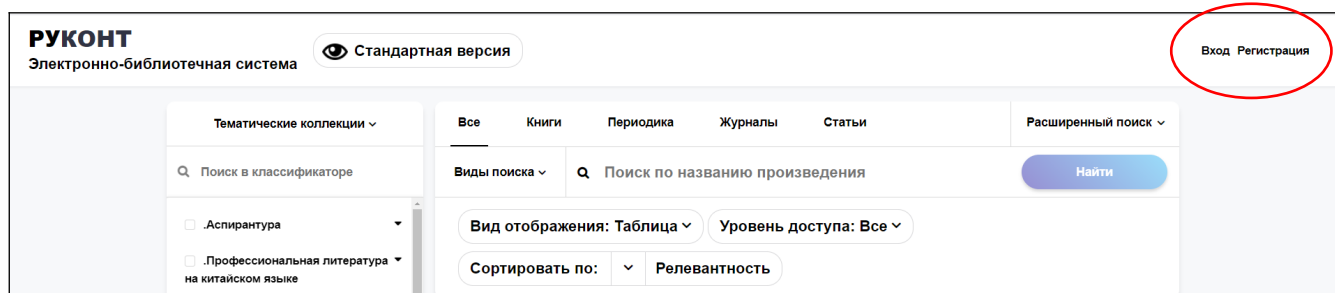 РУКОНТ
Электронно-библиотечная система
Стандартная версия
Вход Регистрация
Тематические коллекции
Поиск в классификаторе
.Аспирантура
.Профессиональная литература
на китайском языке
Все Книги Периодика Журналы Статьи Расширенный поиск
Виды поиска Поиск по названию произведения Найти
Вид отображения: Таблица Уровень доступа: Все
Сортировать по: Релевантность